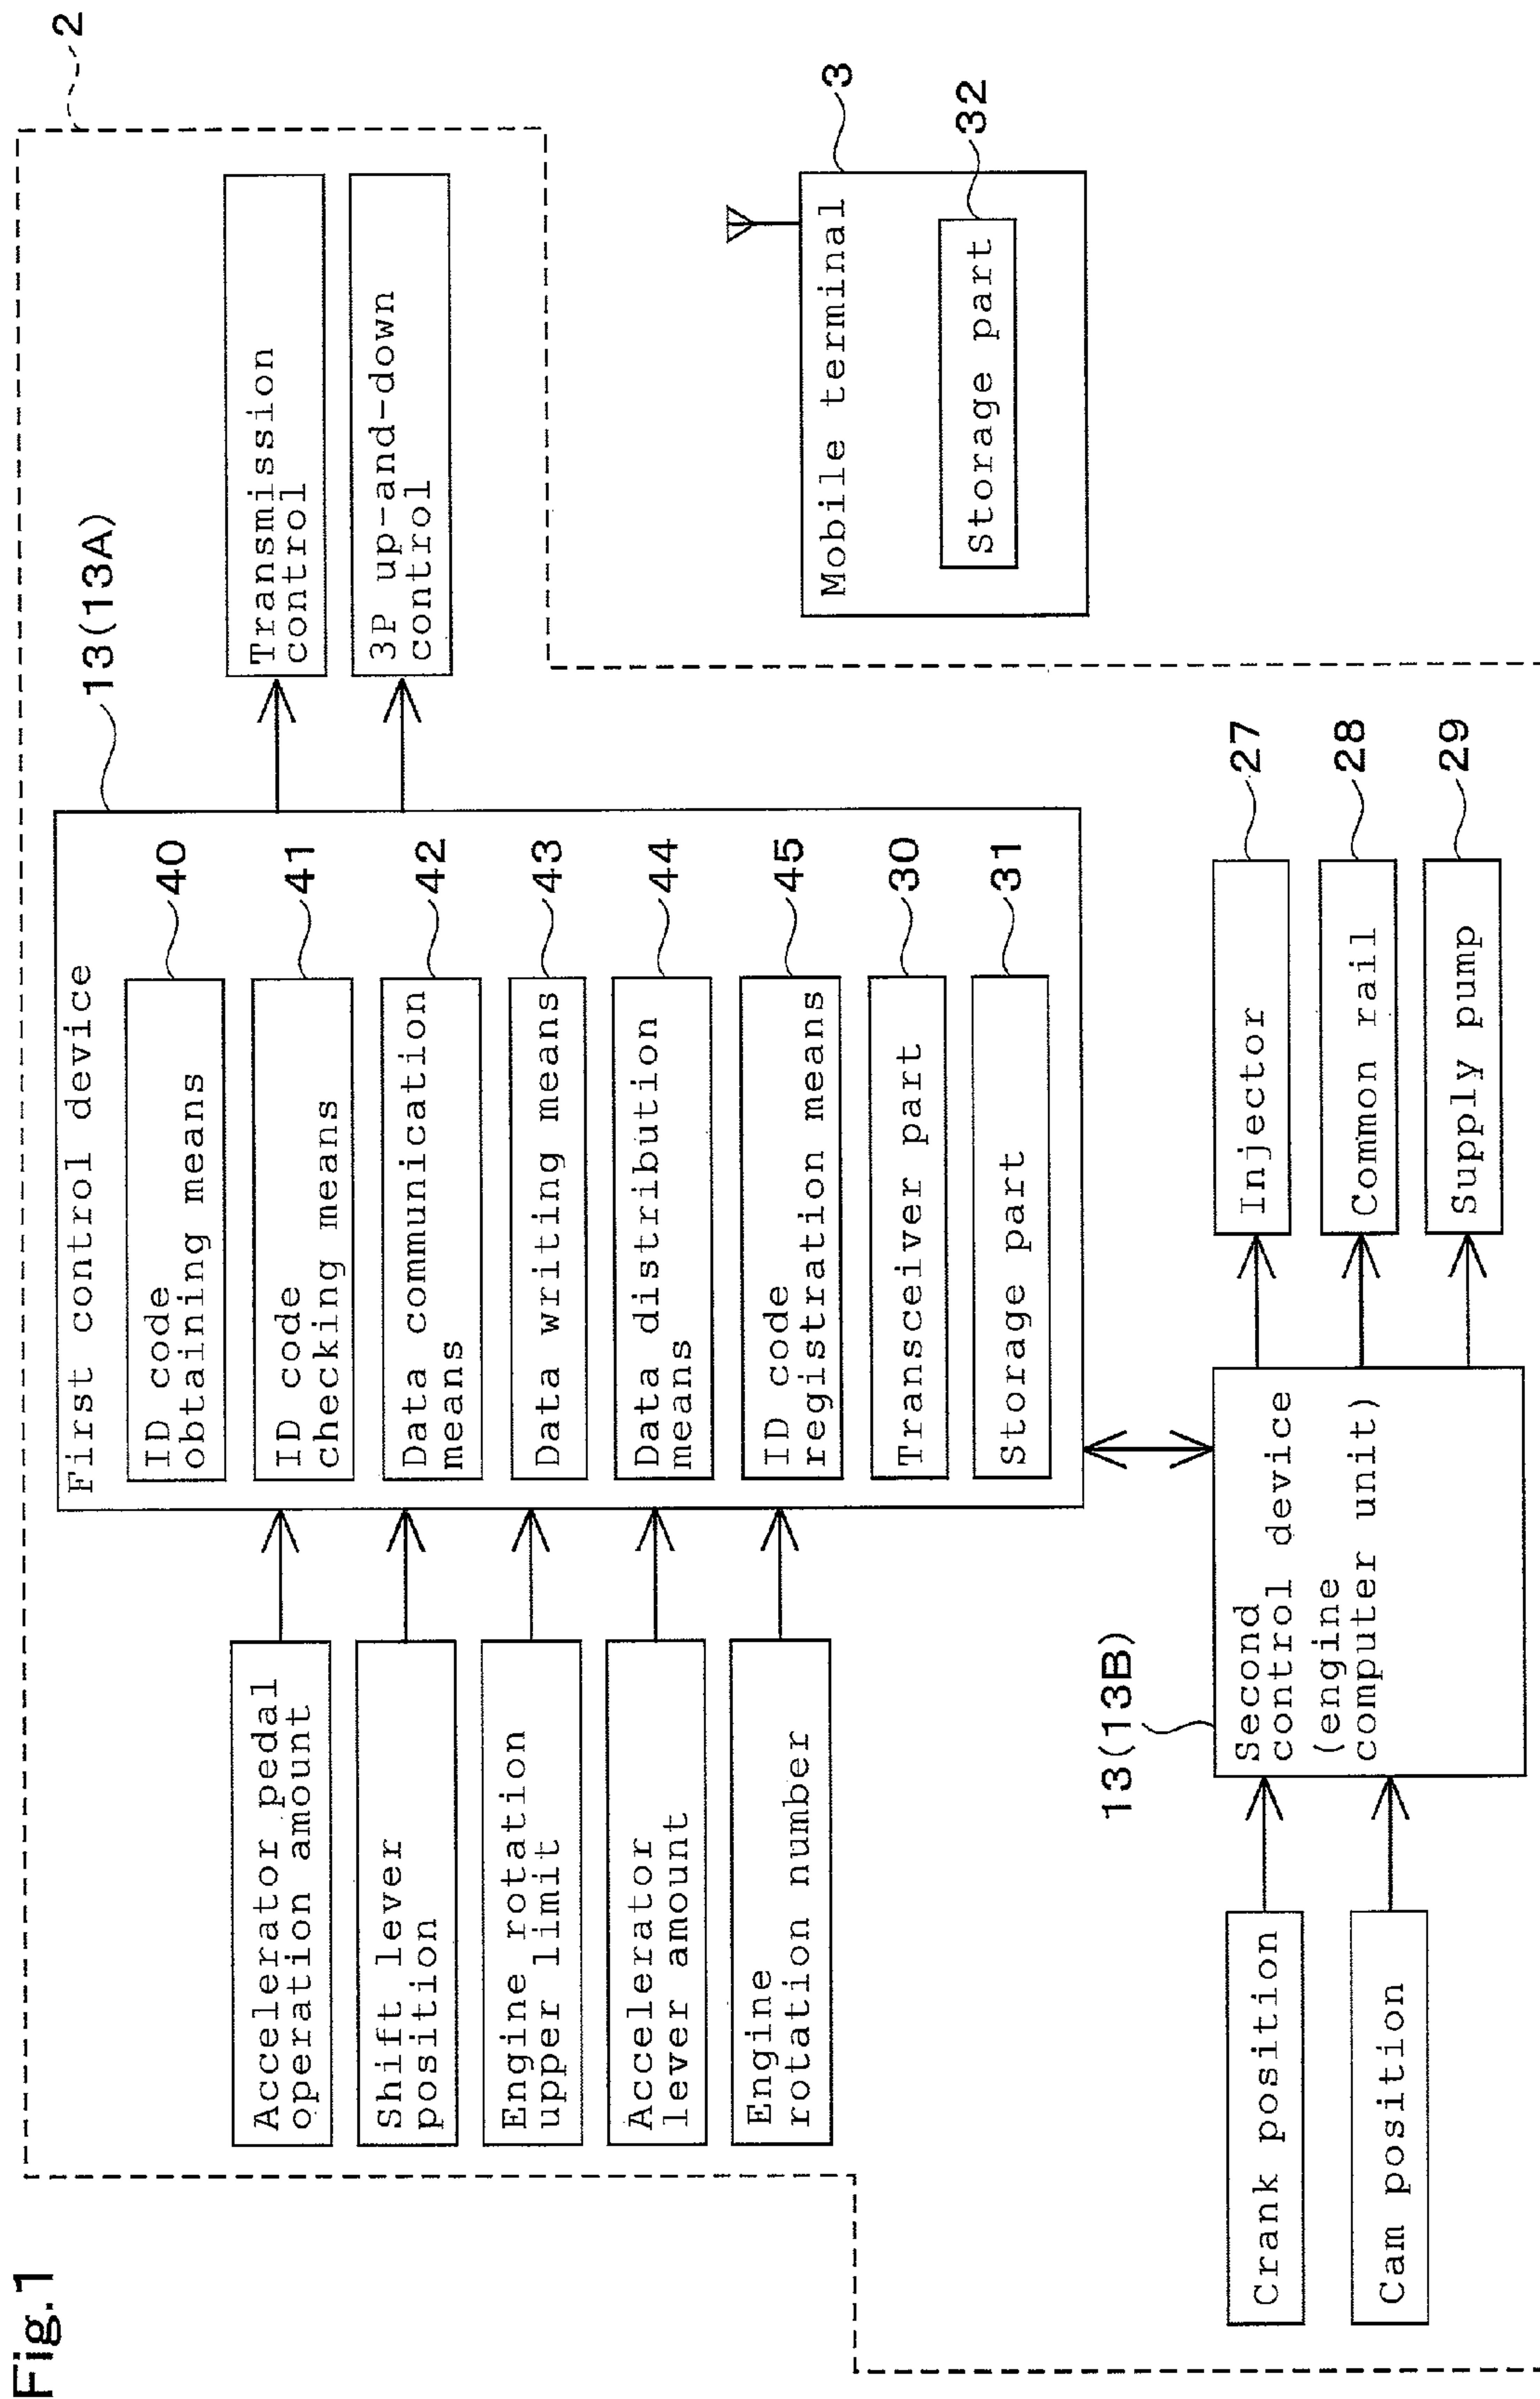 Fig.1
2
13(13A)
First control device
ID code
obtaining means
40
ID code
checking means
41
Data communication
means
42
Data writing means
43
Data distribution
means
44
ID code
registration means
45
Transceiver part
30
Storage part
31
Accelerator pedal
operation amount
Shift lever
position
Engine rotation
upper limit
Accelerator
lever amount
Engine
rotation number
Transmission
control
3P up-and-down
control
Mobile terminal
3
Storage part
32
13(13B)
Second
control device
(engine
computer unit)
Crank position
Cam position
Injector
27
Common rail
28
Supply pump
29